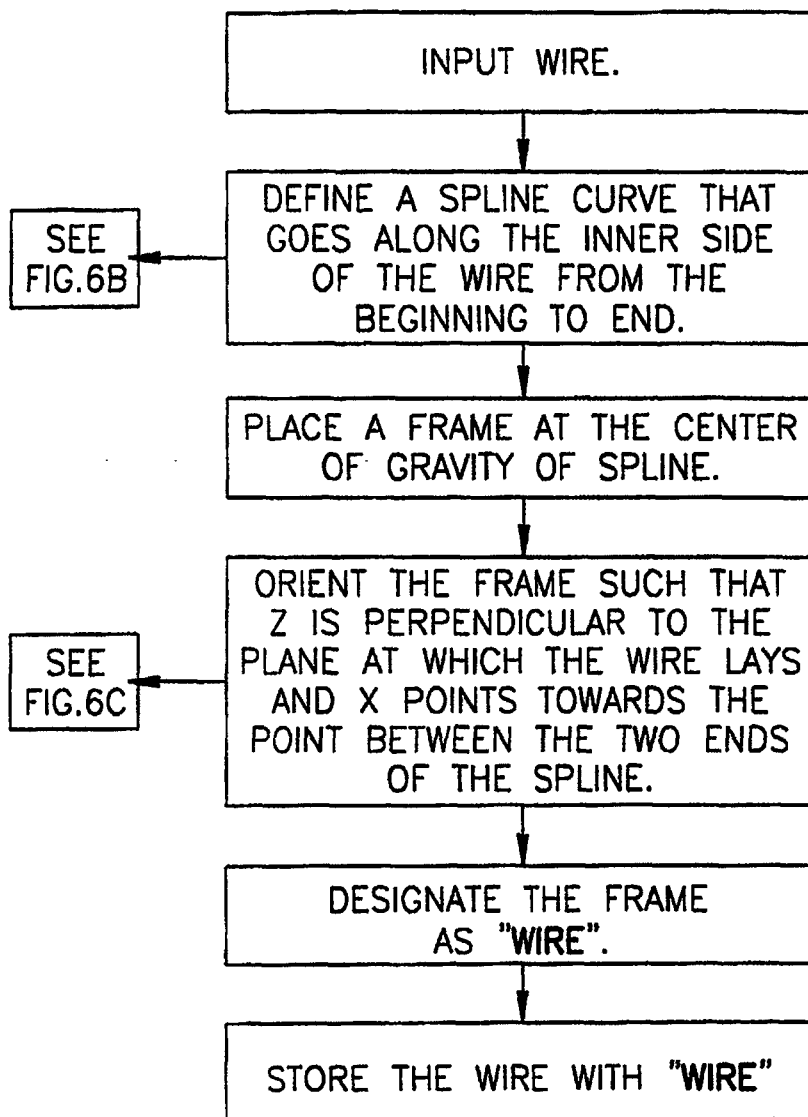 INPUT WIRE.
DEFINE A SPLINE CURVE THAT
GOES ALONG THE INNER SIDE
OF THE WIRE FROM THE
BEGINNING TO END.
SEE
FIG.6B
PLACE A FRAME AT THE CENTER
OF GRAVITY OF SPLINE.
ORIENT THE FRAME SUCH THAT
Z IS PERPENDICULAR TO THE
PLANE AT WHICH THE WIRE LAYS
AND X POINTS TOWARDS THE
POINT BETWEEN THE TWO ENDS
OF THE SPLINE.
SEE
FIG.6C
DESIGNATE THE FRAME
AS "WIRE".
STORE THE WIRE WITH "WIRE"